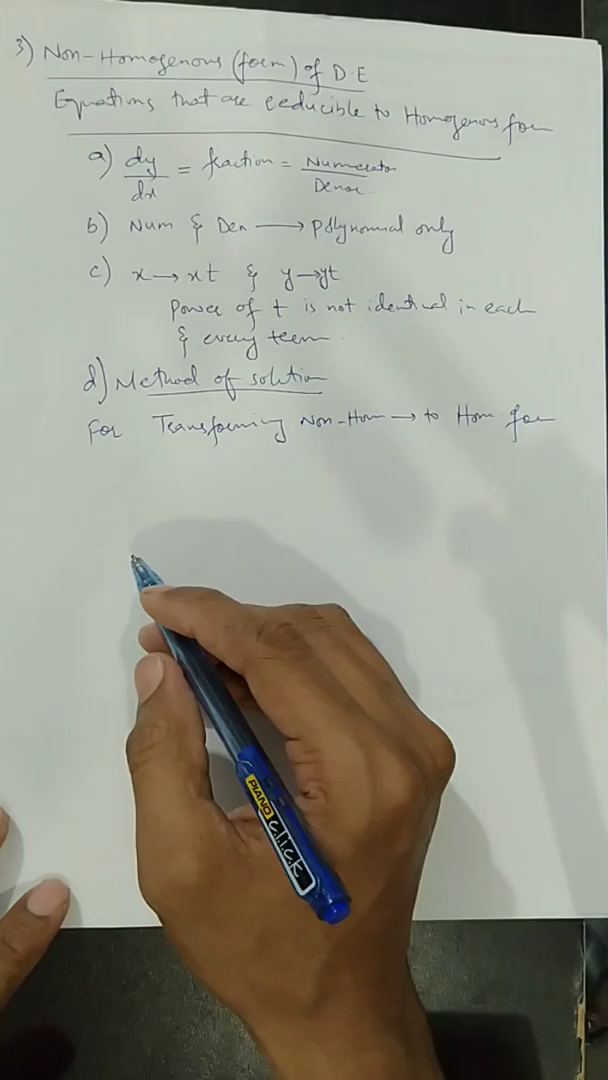 3) Non-Homogenous (form) of D.E
Equations that are reducible to Homogenous form
a) dy/dx = fraction = Numerator/Denor.
b) Num & Den → polynomial only
c) x → xt & y → yt
power of t is not identical in each
& every term.
d) Method of solution
For Transforming Non-Hom → to Hom. form
PIANO
click